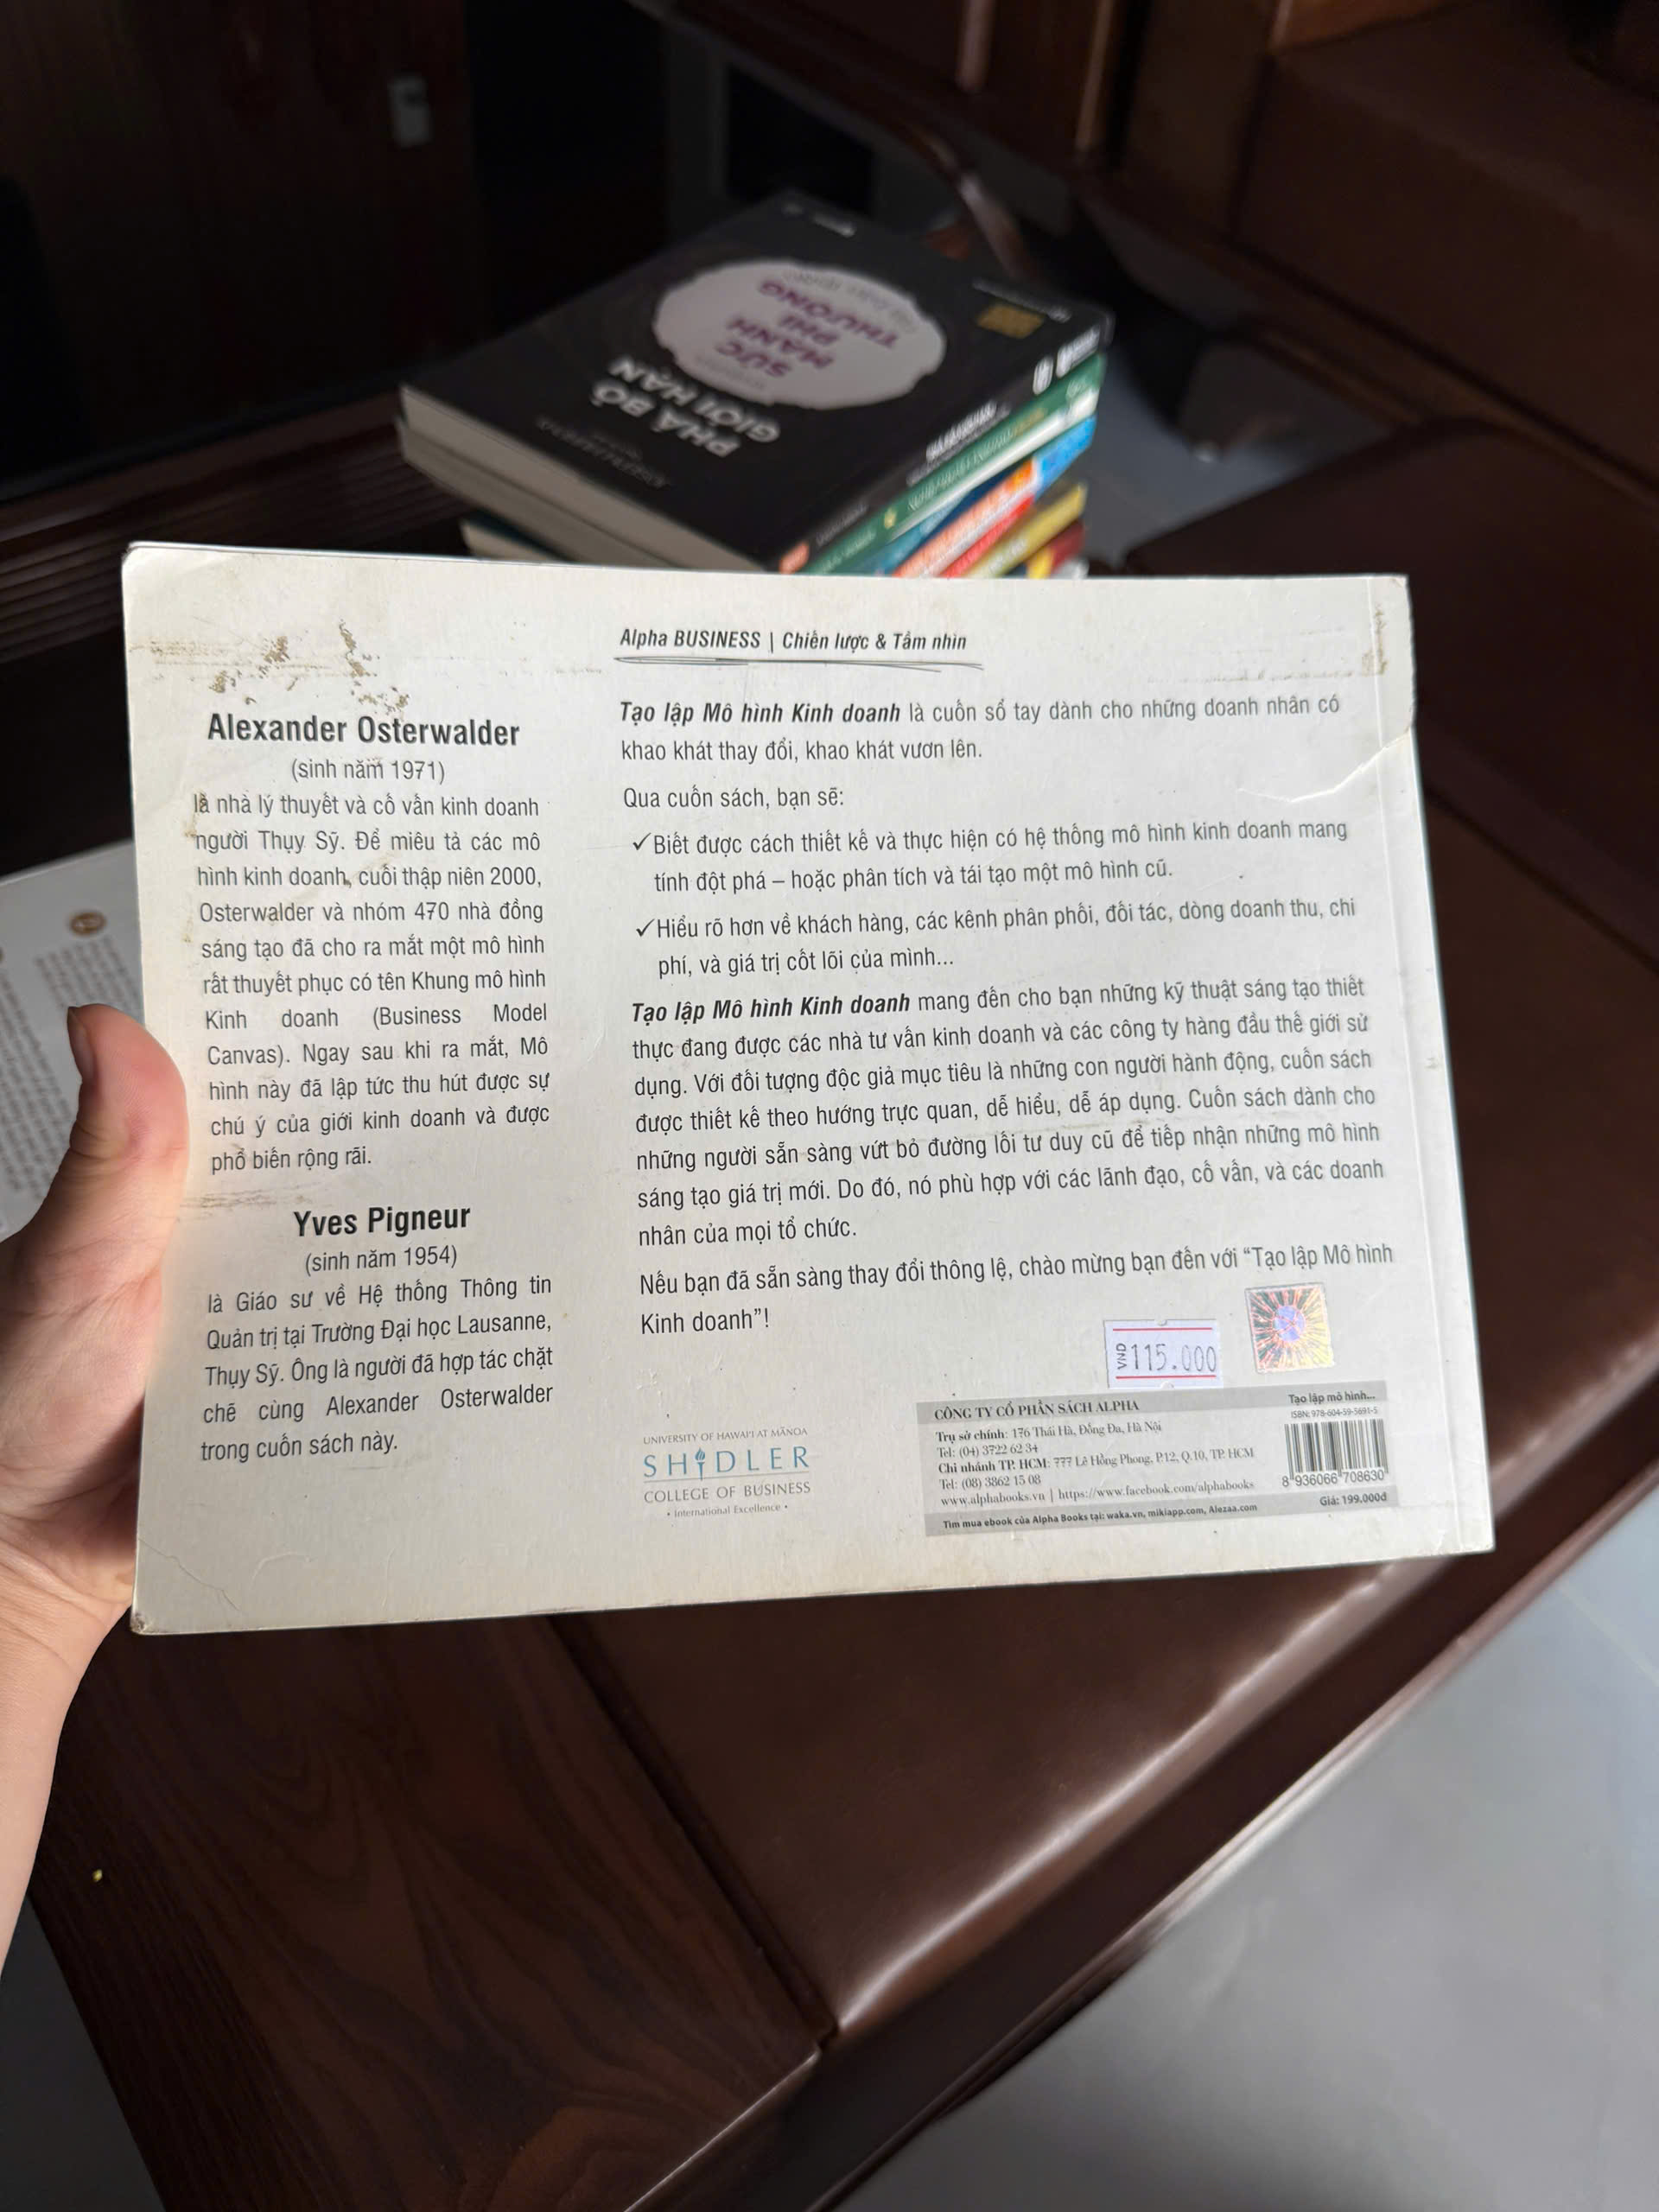 PHÁ BỎ
GIỚI HẠN
SỨC
MẠNH
PHI
THƯỜNG
Alpha BUSINESS | Chiến lược & Tầm nhìn
Alexander Osterwalder
(sinh năm 1971)
là nhà lý thuyết và cố vấn kinh doanh
người Thụy Sỹ. Để miêu tả các mô
hình kinh doanh, cuối thập niên 2000,
Osterwalder và nhóm 470 nhà đồng
sáng tạo đã cho ra mắt một mô hình
rất thuyết phục có tên Khung mô hình
Kinh doanh (Business Model
Canvas). Ngay sau khi ra mắt, Mô
hình này đã lập tức thu hút được sự
chú ý của giới kinh doanh và được
phổ biến rộng rãi.
Yves Pigneur
(sinh năm 1954)
là Giáo sư về Hệ thống Thông tin
Quản trị tại Trường Đại học Lausanne,
Thụy Sỹ. Ông là người đã hợp tác chặt
chẽ cùng Alexander Osterwalder
trong cuốn sách này.
Tạo lập Mô hình Kinh doanh là cuốn sổ tay dành cho những doanh nhân có
khao khát thay đổi, khao khát vươn lên.
Qua cuốn sách, bạn sẽ:
✓Biết được cách thiết kế và thực hiện có hệ thống mô hình kinh doanh mang
tính đột phá – hoặc phân tích và tái tạo một mô hình cũ.
✓Hiểu rõ hơn về khách hàng, các kênh phân phối, đối tác, dòng doanh thu, chi
phí, và giá trị cốt lõi của mình...
Tạo lập Mô hình Kinh doanh mang đến cho bạn những kỹ thuật sáng tạo thiết
thực đang được các nhà tư vấn kinh doanh và các công ty hàng đầu thế giới sử
dụng. Với đối tượng độc giả mục tiêu là những con người hành động, cuốn sách
được thiết kế theo hướng trực quan, dễ hiểu, dễ áp dụng. Cuốn sách dành cho
những người sẵn sàng vứt bỏ đường lối tư duy cũ để tiếp nhận những mô hình
sáng tạo giá trị mới. Do đó, nó phù hợp với các lãnh đạo, cố vấn, và các doanh
nhân của mọi tổ chức.
Nếu bạn đã sẵn sàng thay đổi thông lệ, chào mừng bạn đến với “Tạo lập Mô hình
Kinh doanh”!
VND 115.000
UNIVERSITY OF HAWAI'I AT MĀNOA
SHIDLER
COLLEGE OF BUSINESS
• International Excellence •
CÔNG TY CỔ PHẦN SÁCH ALPHA
Trụ sở chính: 176 Thái Hà, Đống Đa, Hà Nội
Tel: (04) 3722 62 34
Chi nhánh TP. HCM: 777 Lê Hồng Phong, P.12, Q.10, TP. HCM
Tel: (08) 3862 15 08
www.alphabooks.vn | https://www.facebook.com/alphabooks
Tìm mua ebook của Alpha Books tại: waka.vn, mikiapp.com, Alezaa.com
Tạo lập mô hình...
ISBN: 978-604-59-5691-5
8 936066 708630
Giá: 199.000đ